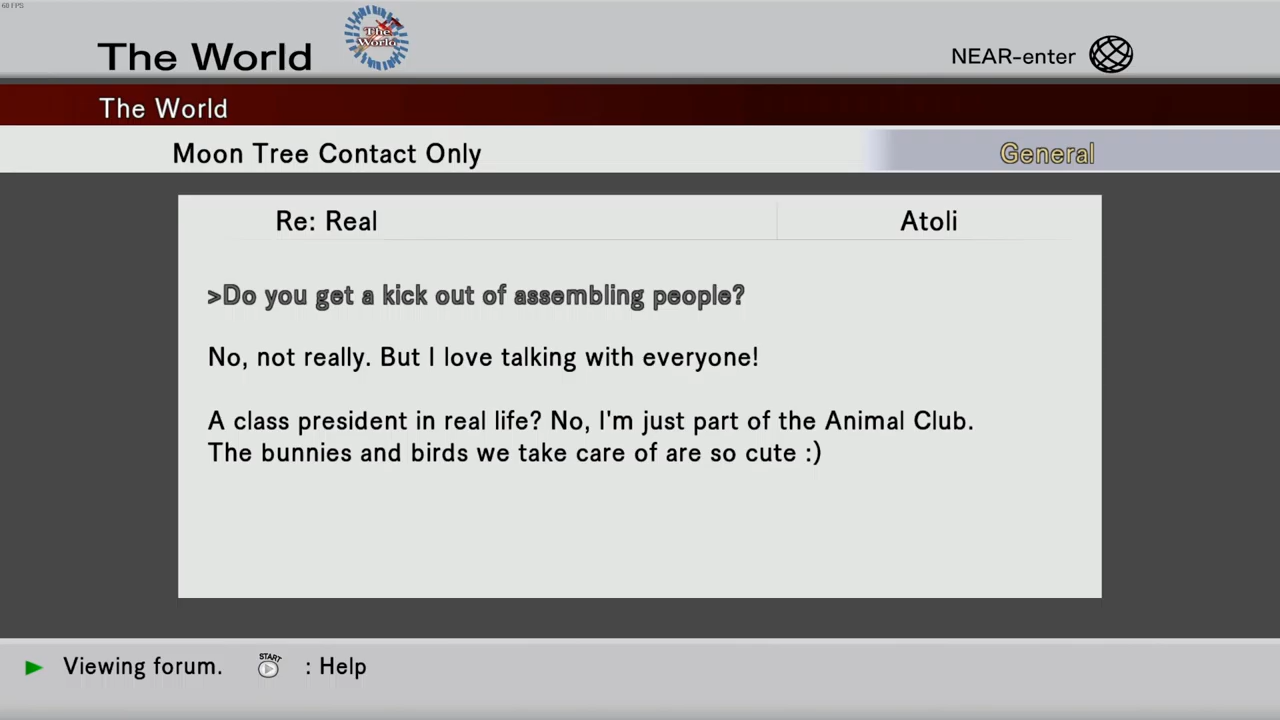 60 FPS
The World
The World
NEAR-enter
The World
Moon Tree Contact Only
General
Re: Real
Atoli
>Do you get a kick out of assembling people?
No, not really. But I love talking with everyone!
A class president in real life? No, I'm just part of the Animal Club.
The bunnies and birds we take care of are so cute :)
Viewing forum.
START
: Help